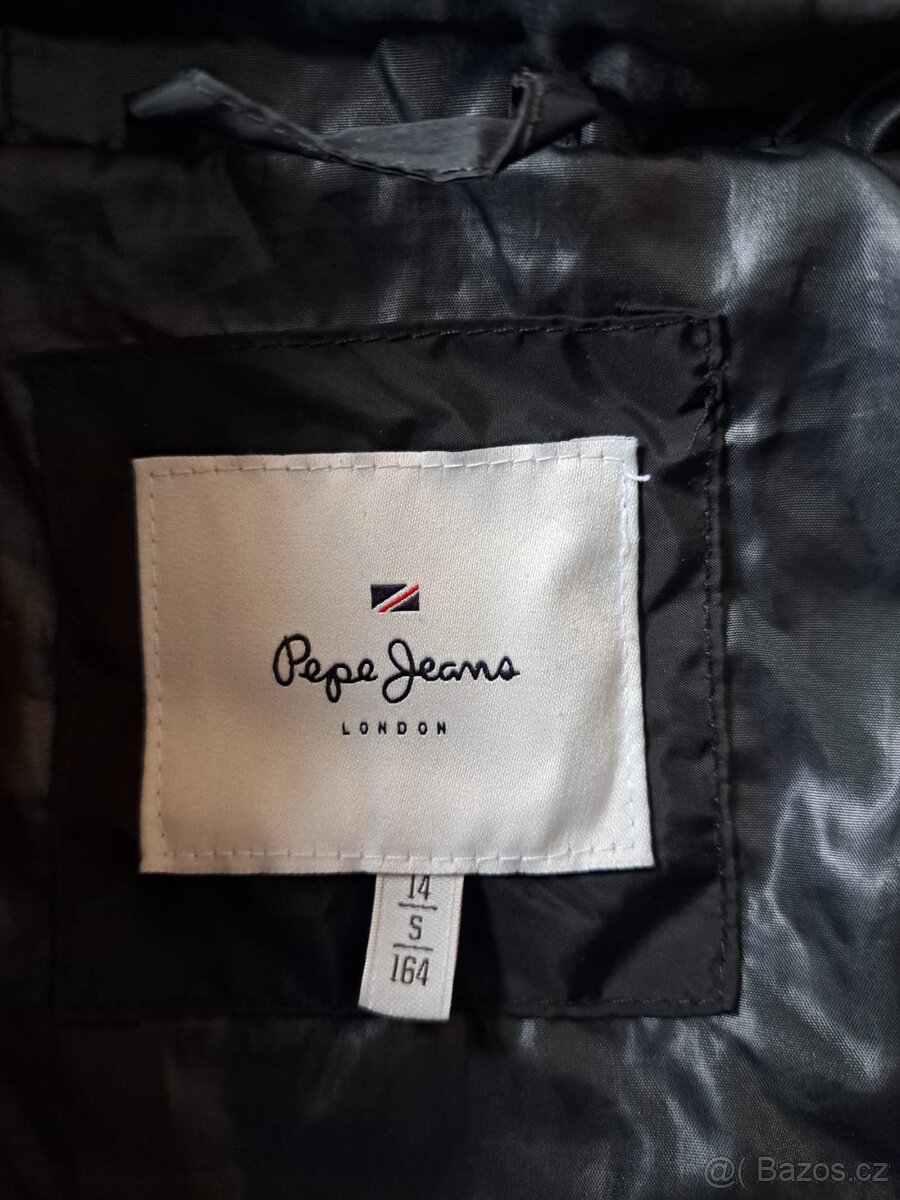 Pepe Jeans
LONDON
14
S
164
@( Bazos.cz